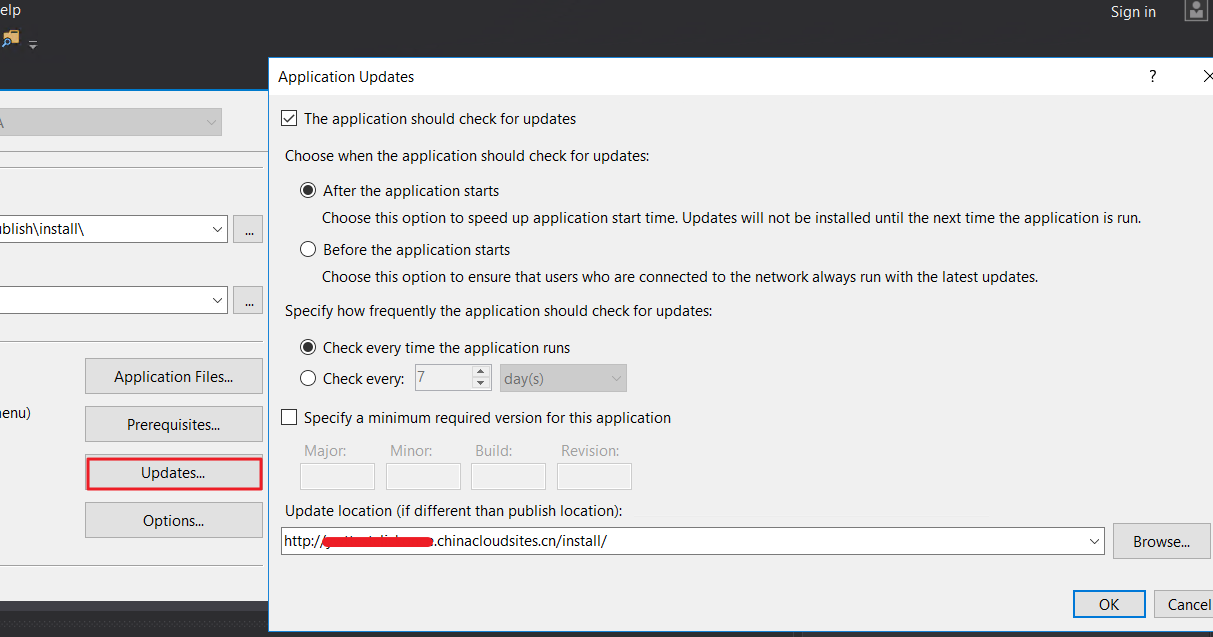 elp
Sign in
Application Updates
?
The application should check for updates
Choose when the application should check for updates:
After the application starts
Choose this option to speed up application start time. Updates will not be installed until the next time the application is run.
Before the application starts
Choose this option to ensure that users who are connected to the network always run with the latest updates.
Specify how frequently the application should check for updates:
Check every time the application runs
Check every: 7 day(s)
Specify a minimum required version for this application
Major: Minor: Build: Revision:
Update location (if different than publish location):
http:// .chinacloudsites.cn/install/
Browse...
OK
Cancel
A
ublish\install\
...
...
Application Files...
enu)
Prerequisites...
Updates...
Options...